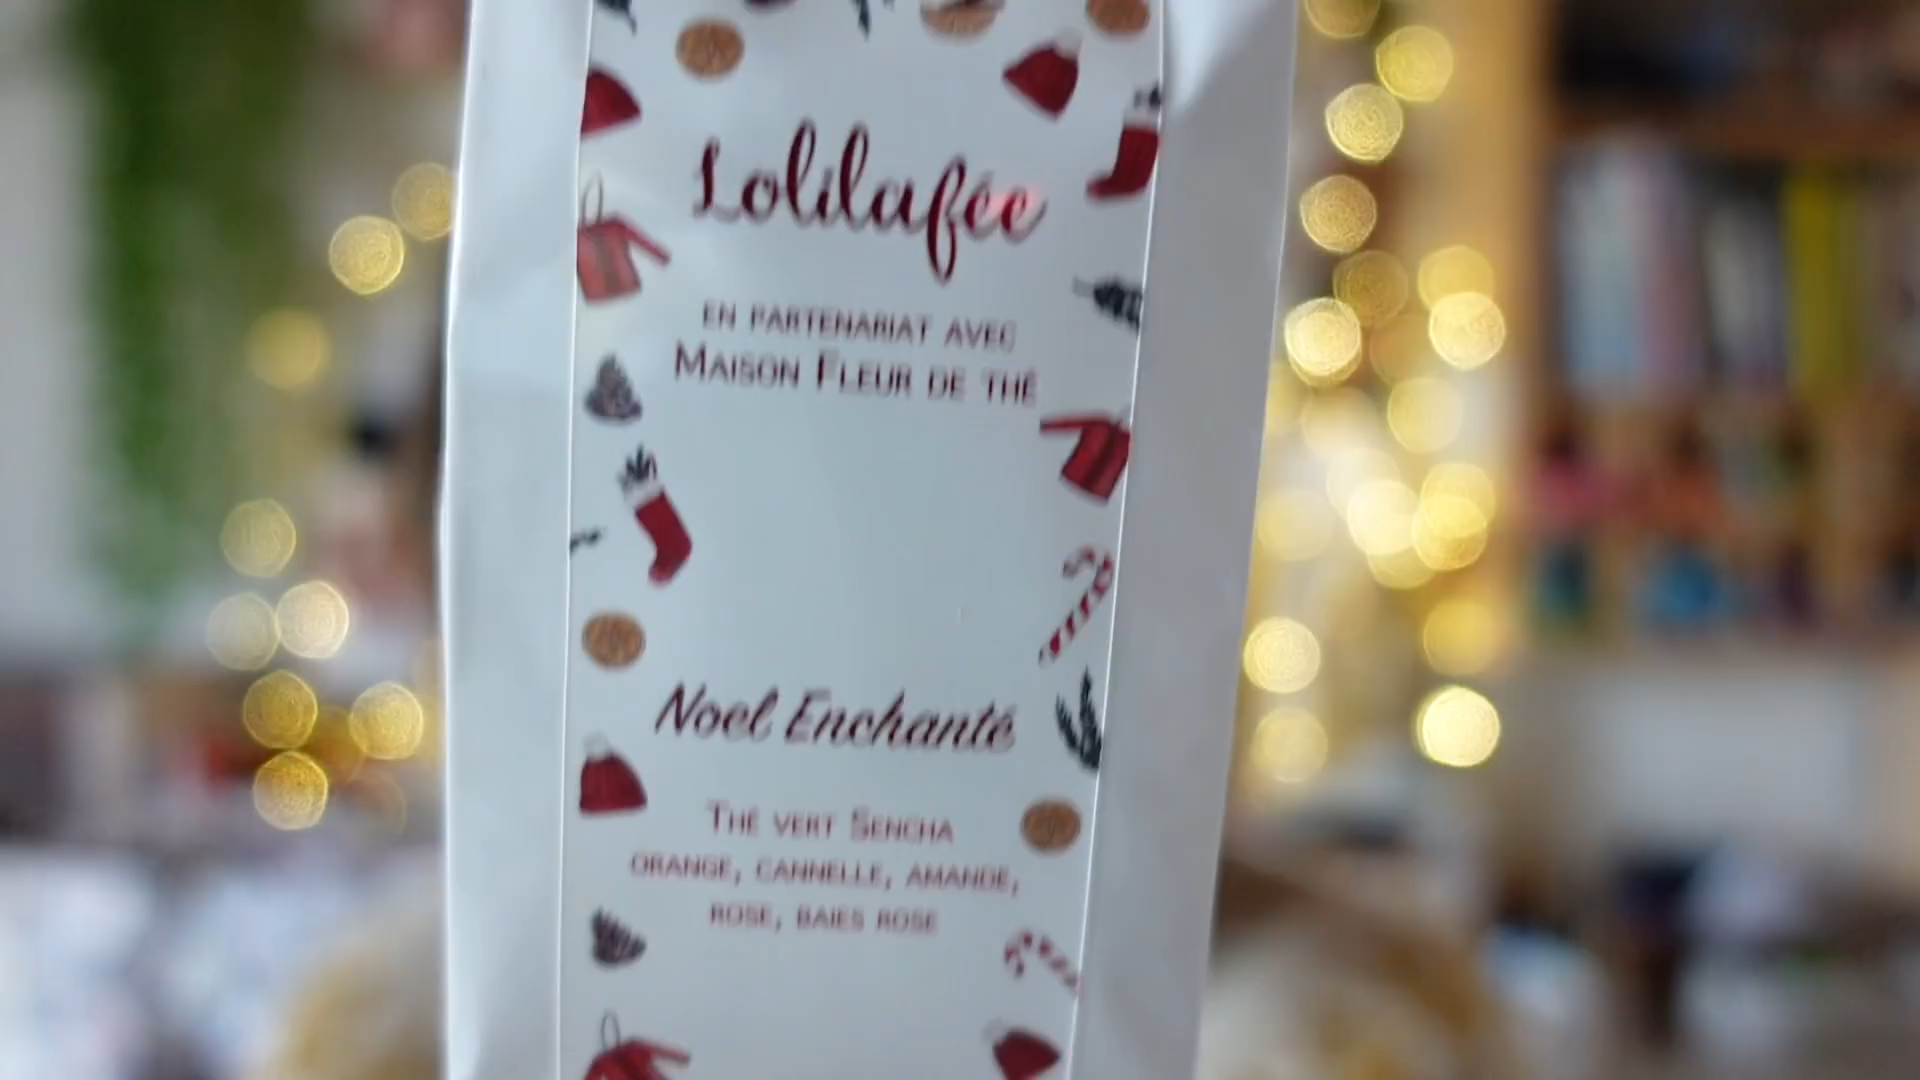 Lolilafée
EN PARTENARIAT AVEC
MAISON FLEUR DE THÉ
Noel Enchanté
THÉ VERT SENCHA
ORANGE, CANNELLE, AMANDE,
ROSE, BAIES ROSE